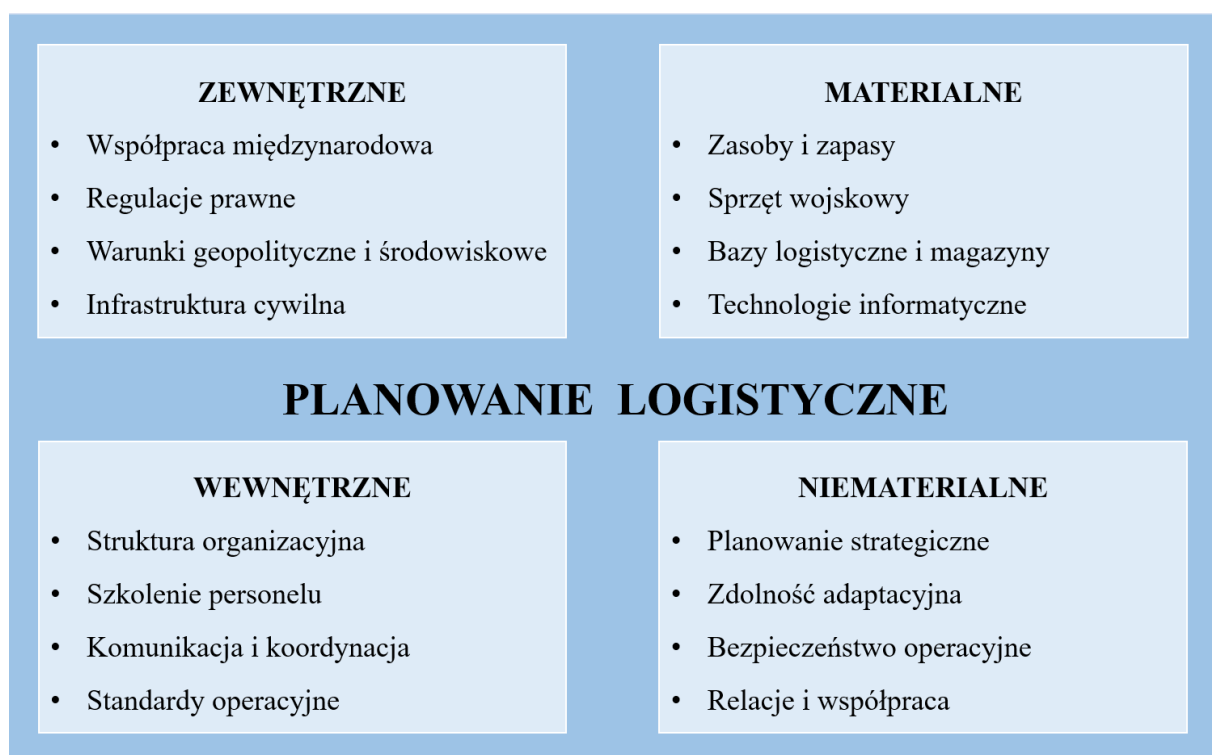 ZEWNĘTRZNE
• Współpraca międzynarodowa
• Regulacje prawne
• Warunki geopolityczne i środowiskowe
• Infrastruktura cywilna
MATERIALNE
• Zasoby i zapasy
• Sprzęt wojskowy
• Bazy logistyczne i magazyny
• Technologie informatyczne
PLANOWANIE LOGISTYCZNE
WEWNĘTRZNE
• Struktura organizacyjna
• Szkolenie personelu
• Komunikacja i koordynacja
• Standardy operacyjne
NIEMATERIALNE
• Planowanie strategiczne
• Zdolność adaptacyjna
• Bezpieczeństwo operacyjne
• Relacje i współpraca